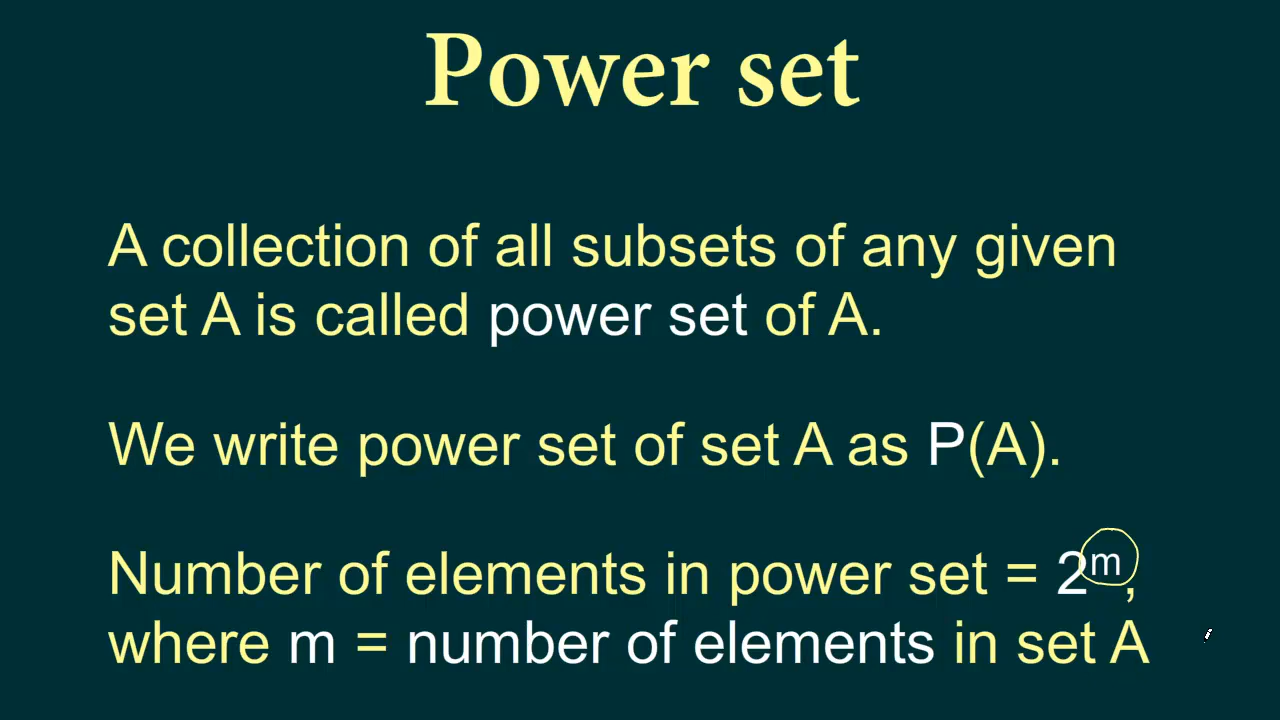 Power set
A collection of all subsets of any given
set A is called power set of A.
We write power set of set A as P(A).
Number of elements in power set = 2ᵐ,
where m = number of elements in set A